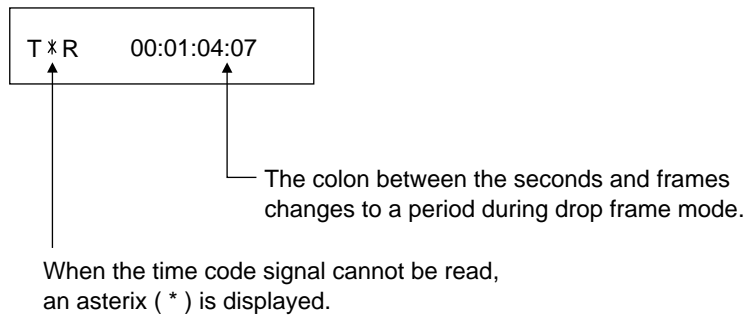 T * R 00:01:04:07
The colon between the seconds and frames
changes to a period during drop frame mode.
When the time code signal cannot be read,
an asterix ( * ) is displayed.